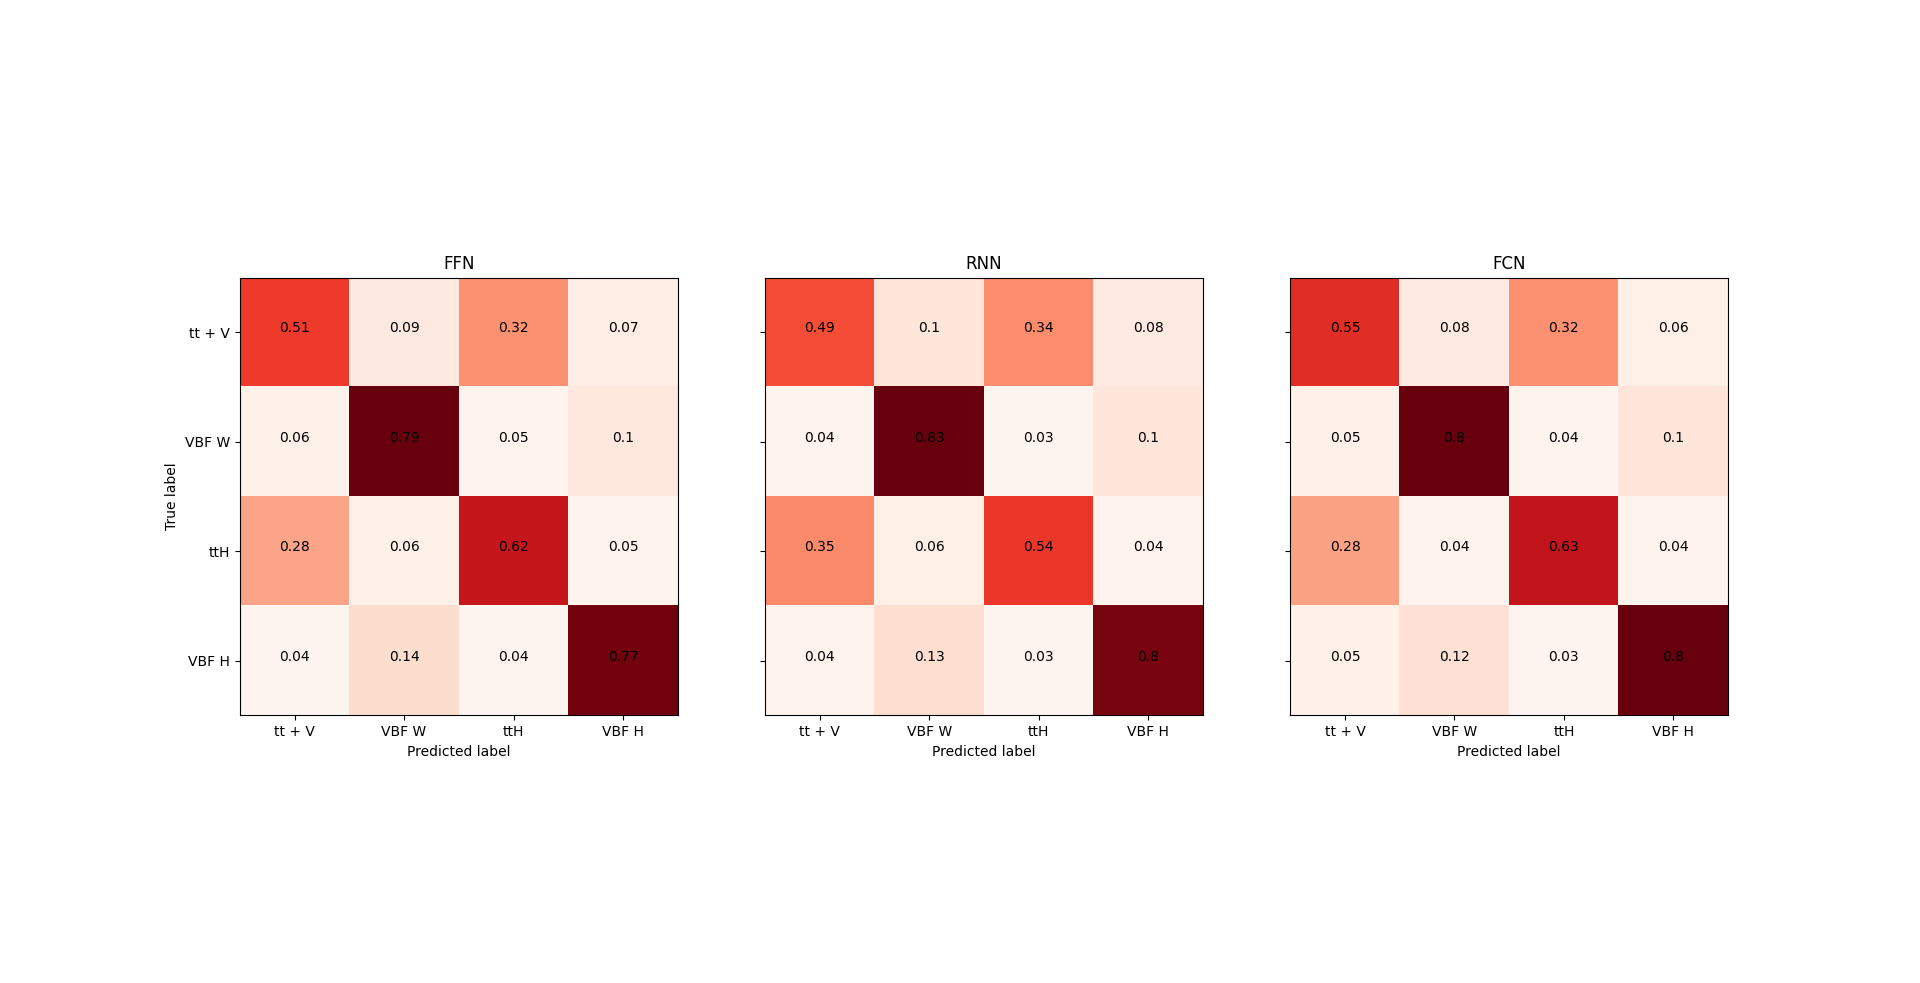 FFN
RNN
FCN
True label
tt + V
0.51 0.09 0.32 0.07
VBF W
0.06 0.79 0.05 0.1
ttH
0.28 0.06 0.62 0.05
VBF H
0.04 0.14 0.04 0.77
tt + V VBF W ttH VBF H
Predicted label
0.49 0.1 0.34 0.08
0.04 0.83 0.03 0.1
0.35 0.06 0.54 0.04
0.04 0.13 0.03 0.8
tt + V VBF W ttH VBF H
Predicted label
0.55 0.08 0.32 0.06
0.05 0.8 0.04 0.1
0.28 0.04 0.63 0.04
0.05 0.12 0.03 0.8
tt + V VBF W ttH VBF H
Predicted label